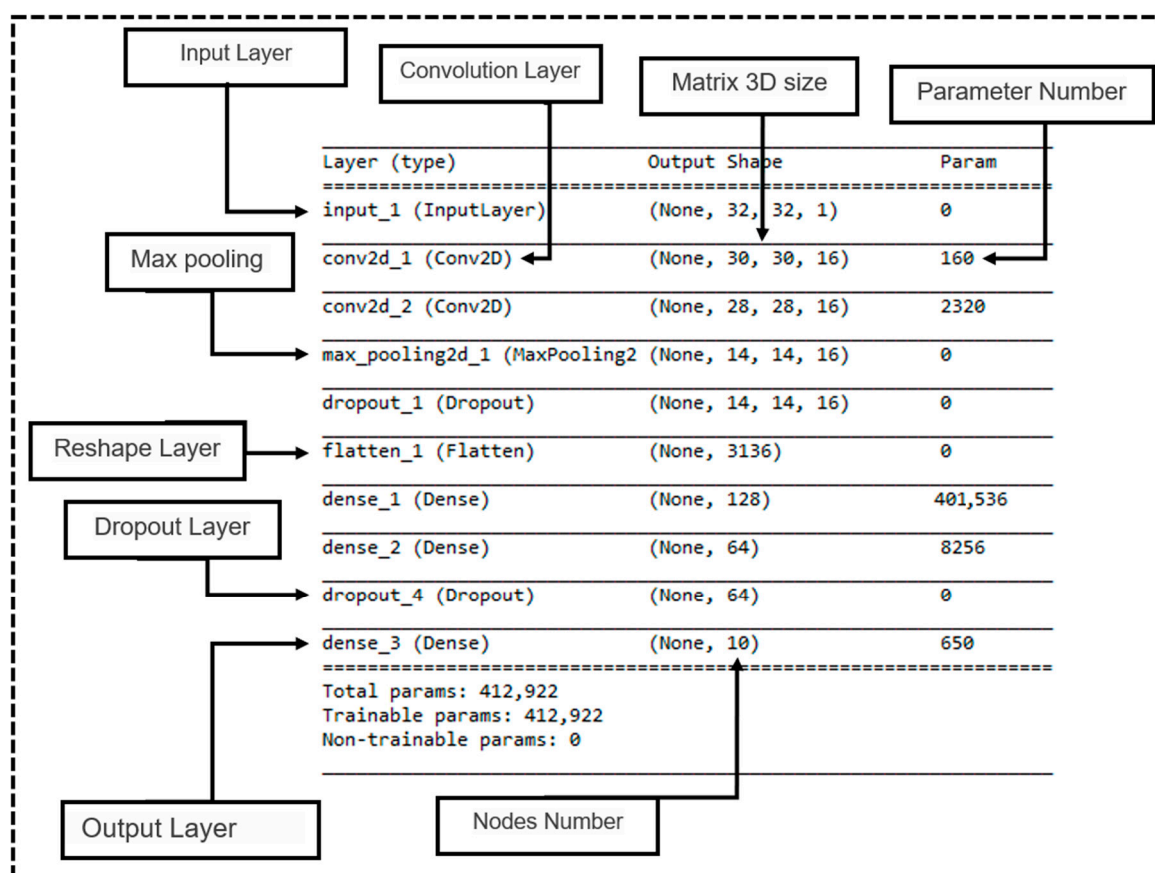 Input Layer
Convolution Layer
Matrix 3D size
Parameter Number
Layer (type) Output Shape Param
input_1 (InputLayer) (None, 32, 32, 1) 0
Max pooling
conv2d_1 (Conv2D) (None, 30, 30, 16) 160
conv2d_2 (Conv2D) (None, 28, 28, 16) 2320
max_pooling2d_1 (MaxPooling2 (None, 14, 14, 16) 0
dropout_1 (Dropout) (None, 14, 14, 16) 0
Reshape Layer
flatten_1 (Flatten) (None, 3136) 0
dense_1 (Dense) (None, 128) 401,536
Dropout Layer
dense_2 (Dense) (None, 64) 8256
dropout_4 (Dropout) (None, 64) 0
dense_3 (Dense) (None, 10) 650
Total params: 412,922
Trainable params: 412,922
Non-trainable params: 0
Output Layer
Nodes Number